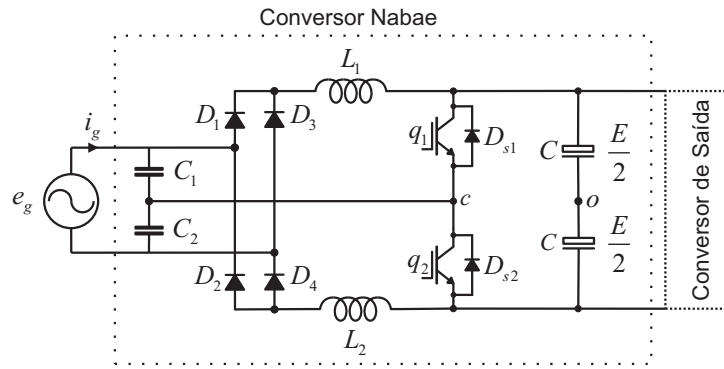 Conversor Nabae
L1
D1
D3
ig
q1
Ds1
C
E/2
C1
eg
c
o
C2
q2
Ds2
C
E/2
D2
D4
L2
Conversor de Saída